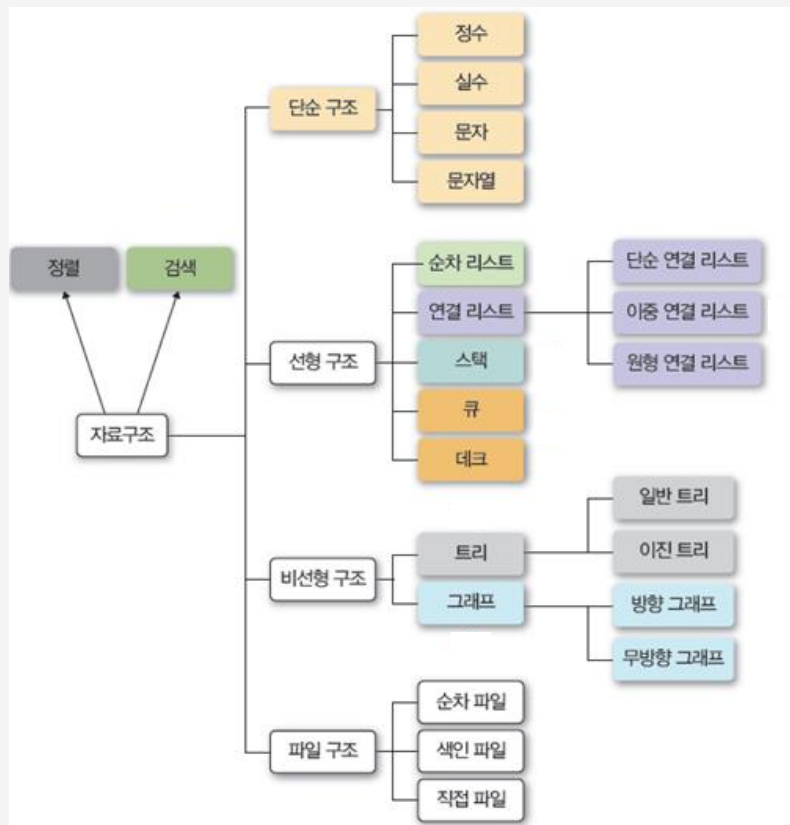 정수
실수
단순 구조
문자
문자열
정렬
검색
순차 리스트
단순 연결 리스트
연결 리스트
이중 연결 리스트
선형 구조
스택
원형 연결 리스트
큐
자료구조
데크
일반 트리
트리
이진 트리
비선형 구조
그래프
방향 그래프
무방향 그래프
순차 파일
파일 구조
색인 파일
직접 파일